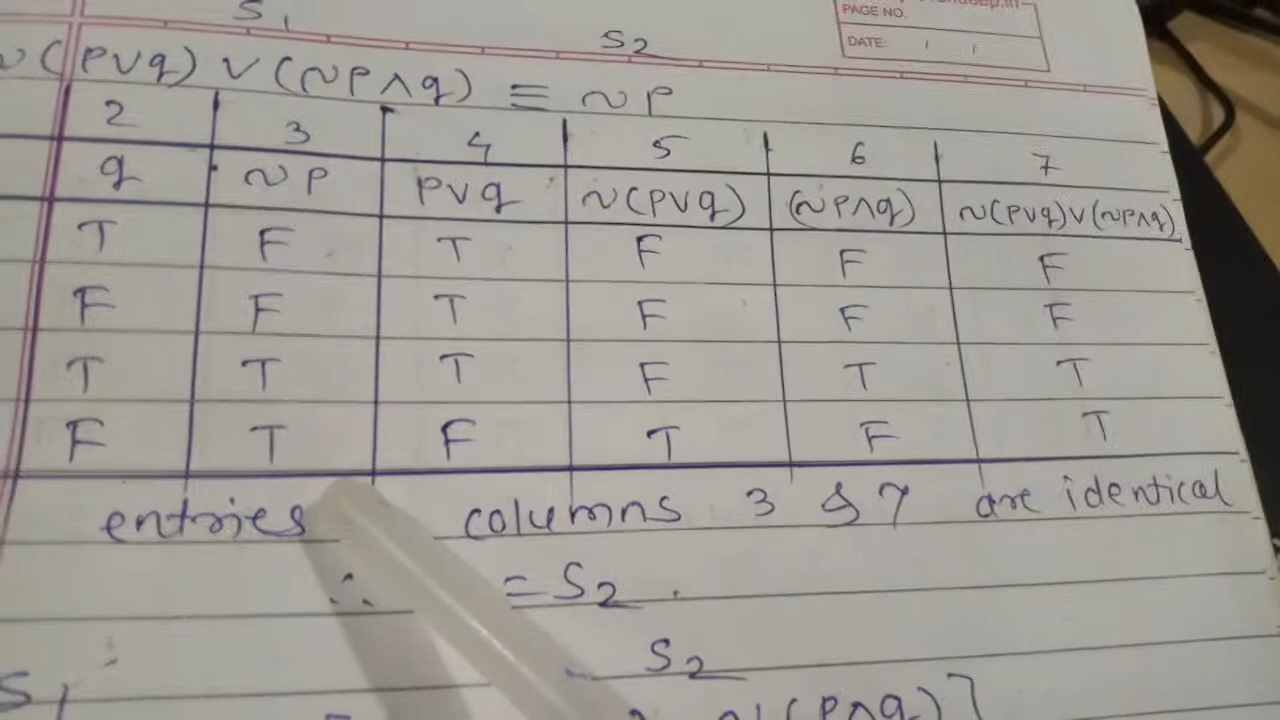 PAGE NO.
DATE: / /
S1 S2
~(p∨q) ∨ (~p∧q) ≡ ~p
2 3 4 5 6 7
q ~p p∨q ~(p∨q) (~p∧q) ~(p∨q)∨(~p∧q)
T F T F F F
F F T F F F
T T T F T T
F T F T F T
entries columns 3 & 7 are identical
∴ = S2.
S1 S2
(p∧q)]